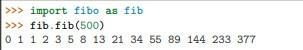 >>> import fibo as fib
>>> fib.fib(500)
0 1 1 2 3 5 8 13 21 34 55 89 144 233 377